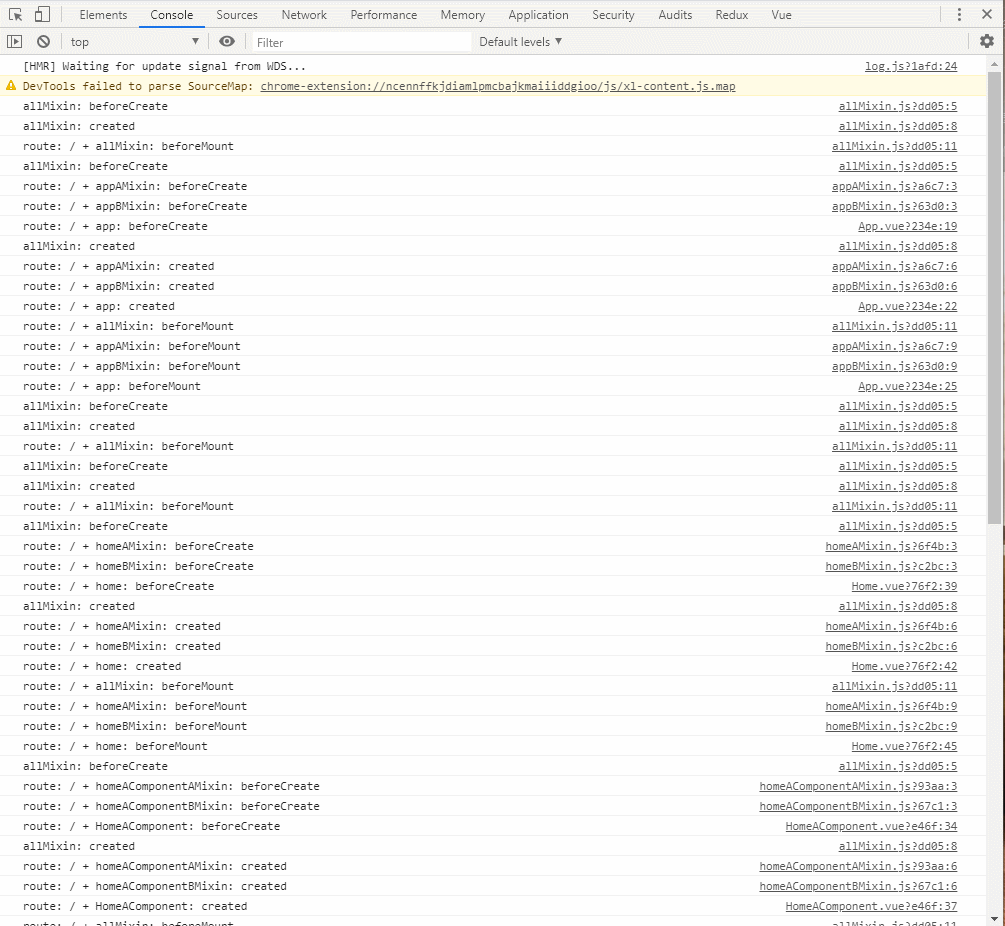 Elements Console Sources Network Performance Memory Application Security Audits Redux Vue
top Filter Default levels
[HMR] Waiting for update signal from WDS... log.js?1afd:24
DevTools failed to parse SourceMap: chrome-extension://ncennffkjdiamlpmcbajkmaiiiddgioo/js/xl-content.js.map
allMixin: beforeCreate allMixin.js?dd05:5
allMixin: created allMixin.js?dd05:8
route: / + allMixin: beforeMount allMixin.js?dd05:11
allMixin: beforeCreate allMixin.js?dd05:5
route: / + appAMixin: beforeCreate appAMixin.js?a6c7:3
route: / + appBMixin: beforeCreate appBMixin.js?63d0:3
route: / + app: beforeCreate App.vue?234e:19
allMixin: created allMixin.js?dd05:8
route: / + appAMixin: created appAMixin.js?a6c7:6
route: / + appBMixin: created appBMixin.js?63d0:6
route: / + app: created App.vue?234e:22
route: / + allMixin: beforeMount allMixin.js?dd05:11
route: / + appAMixin: beforeMount appAMixin.js?a6c7:9
route: / + appBMixin: beforeMount appBMixin.js?63d0:9
route: / + app: beforeMount App.vue?234e:25
allMixin: beforeCreate allMixin.js?dd05:5
allMixin: created allMixin.js?dd05:8
route: / + allMixin: beforeMount allMixin.js?dd05:11
allMixin: beforeCreate allMixin.js?dd05:5
allMixin: created allMixin.js?dd05:8
route: / + allMixin: beforeMount allMixin.js?dd05:11
allMixin: beforeCreate allMixin.js?dd05:5
route: / + homeAMixin: beforeCreate homeAMixin.js?6f4b:3
route: / + homeBMixin: beforeCreate homeBMixin.js?c2bc:3
route: / + home: beforeCreate Home.vue?76f2:39
allMixin: created allMixin.js?dd05:8
route: / + homeAMixin: created homeAMixin.js?6f4b:6
route: / + homeBMixin: created homeBMixin.js?c2bc:6
route: / + home: created Home.vue?76f2:42
route: / + allMixin: beforeMount allMixin.js?dd05:11
route: / + homeAMixin: beforeMount homeAMixin.js?6f4b:9
route: / + homeBMixin: beforeMount homeBMixin.js?c2bc:9
route: / + home: beforeMount Home.vue?76f2:45
allMixin: beforeCreate allMixin.js?dd05:5
route: / + homeAComponentAMixin: beforeCreate homeAComponentAMixin.js?93aa:3
route: / + homeAComponentBMixin: beforeCreate homeAComponentBMixin.js?67c1:3
route: / + HomeAComponent: beforeCreate HomeAComponent.vue?e46f:34
allMixin: created allMixin.js?dd05:8
route: / + homeAComponentAMixin: created homeAComponentAMixin.js?93aa:6
route: / + homeAComponentBMixin: created homeAComponentBMixin.js?67c1:6
route: / + HomeAComponent: created HomeAComponent.vue?e46f:37
route: / + allMixin: beforeMount allMixin.js?dd05:11